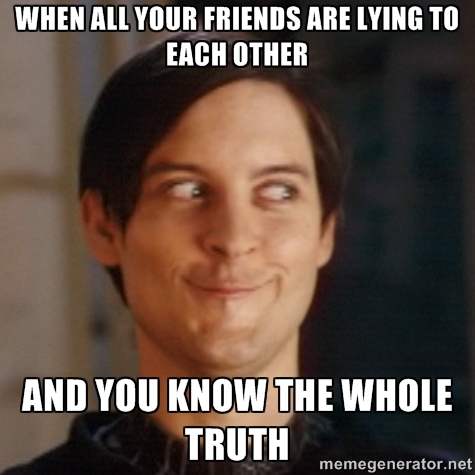 WHEN ALL YOUR FRIENDS ARE LYING TO
EACH OTHER
AND YOU KNOW THE WHOLE
TRUTH
memegenerator.net